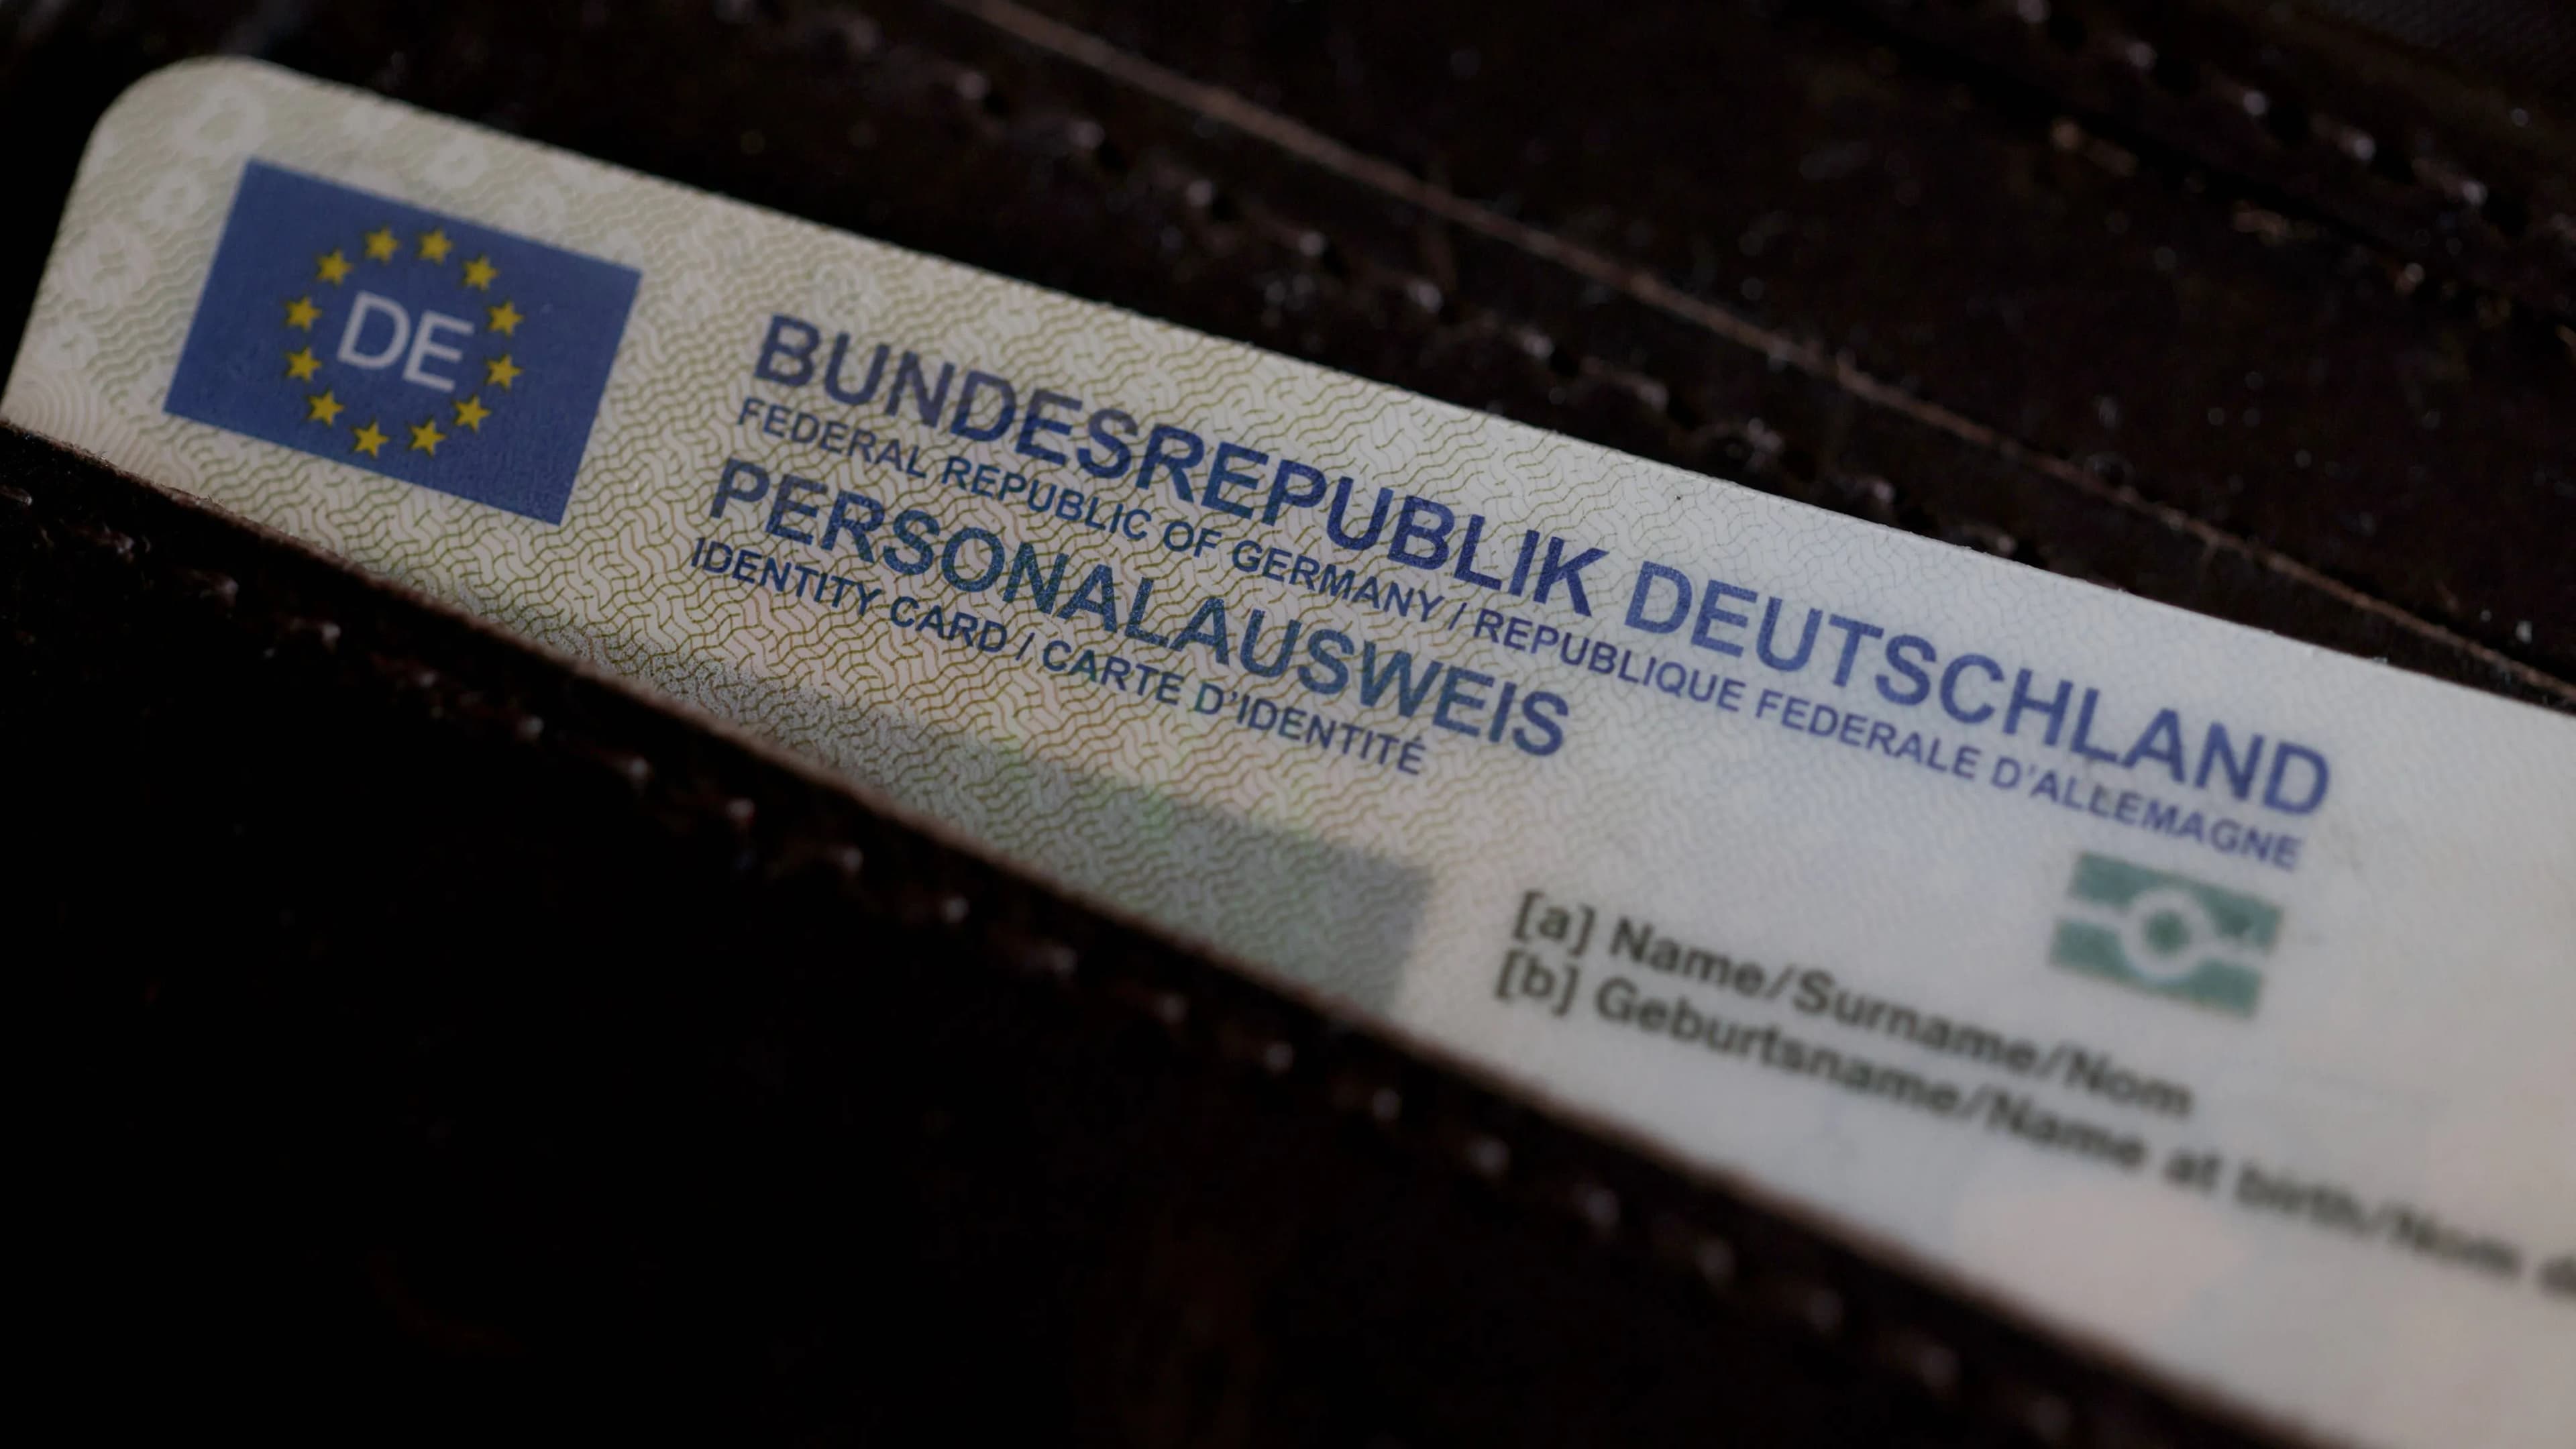 DE
BUNDESREPUBLIK DEUTSCHLAND
FEDERAL REPUBLIC OF GERMANY / REPUBLIQUE FEDERALE D'ALLEMAGNE
PERSONALAUSWEIS
IDENTITY CARD / CARTE D'IDENTITÉ
[a] Name/Surname/Nom
[b] Geburtsname/Name at birth/Nom d